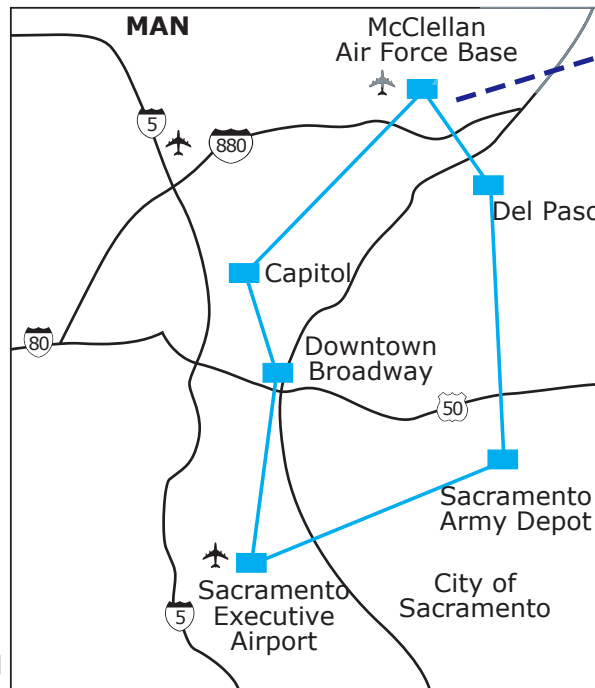 MAN
McClellan
Air Force Base
5
880
Del Paso
Capitol
80
Downtown
Broadway
50
Sacramento
Army Depot
Sacramento
Executive
Airport
City of
Sacramento
5